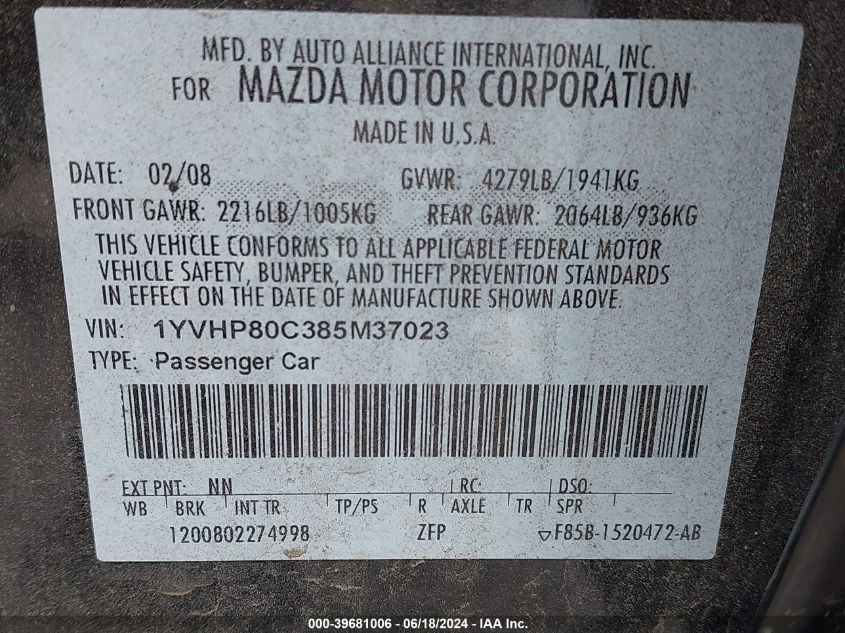 MFD. BY AUTO ALLIANCE INTERNATIONAL, INC.
FOR MAZDA MOTOR CORPORATION
MADE IN U.S.A.
DATE: 02/08 GVWR: 4279LB/1941KG
FRONT GAWR: 2216LB/1005KG REAR GAWR: 2064LB/936KG
THIS VEHICLE CONFORMS TO ALL APPLICABLE FEDERAL MOTOR
VEHICLE SAFETY, BUMPER, AND THEFT PREVENTION STANDARDS
IN EFFECT ON THE DATE OF MANUFACTURE SHOWN ABOVE.
VIN: 1YVHP80C385M37023
TYPE: Passenger Car
EXT PNT: NN RC: DSO:
WB BRK INT TR TP/PS R AXLE TR SPR
1200802274998 ZFP F85B-1520472-AB
000-39681006 - 06/18/2024 - IAA Inc.